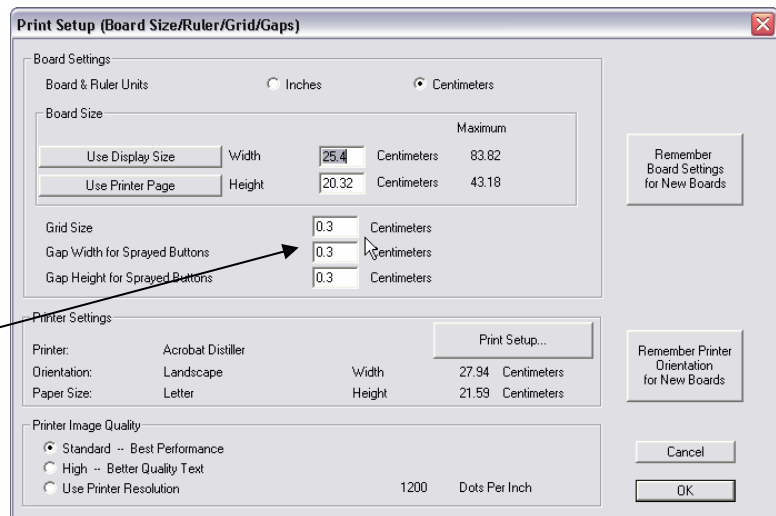 Print Setup (Board Size/Ruler/Grid/Gaps)
Board Settings
Board & Ruler Units Inches Centimeters
Board Size
Maximum
Use Display Size Width 25.4 Centimeters 83.82
Use Printer Page Height 20.32 Centimeters 43.18
Remember
Board Settings
for New Boards
Grid Size 0.3 Centimeters
Gap Width for Sprayed Buttons 0.3 Centimeters
Gap Height for Sprayed Buttons 0.3 Centimeters
Printer Settings
Print Setup...
Printer: Acrobat Distiller
Orientation: Landscape Width 27.94 Centimeters
Paper Size: Letter Height 21.59 Centimeters
Remember Printer
Orientation
for New Boards
Printer Image Quality
Standard -- Best Performance
High -- Better Quality Text
Use Printer Resolution 1200 Dots Per Inch
Cancel
OK